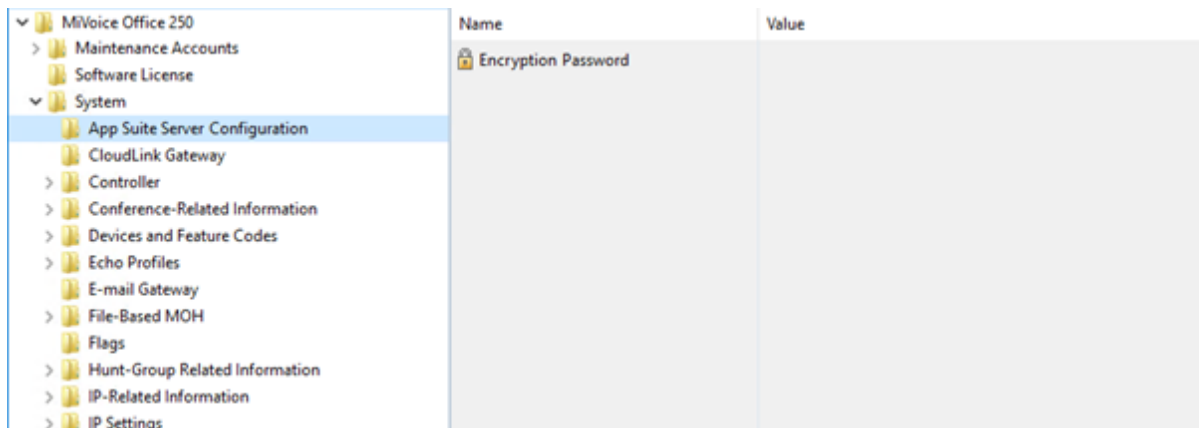 MiVoice Office 250
Maintenance Accounts
Software License
System
App Suite Server Configuration
CloudLink Gateway
Controller
Conference-Related Information
Devices and Feature Codes
Echo Profiles
E-mail Gateway
File-Based MOH
Flags
Hunt-Group Related Information
IP-Related Information
IP Settings
Name Value
Encryption Password